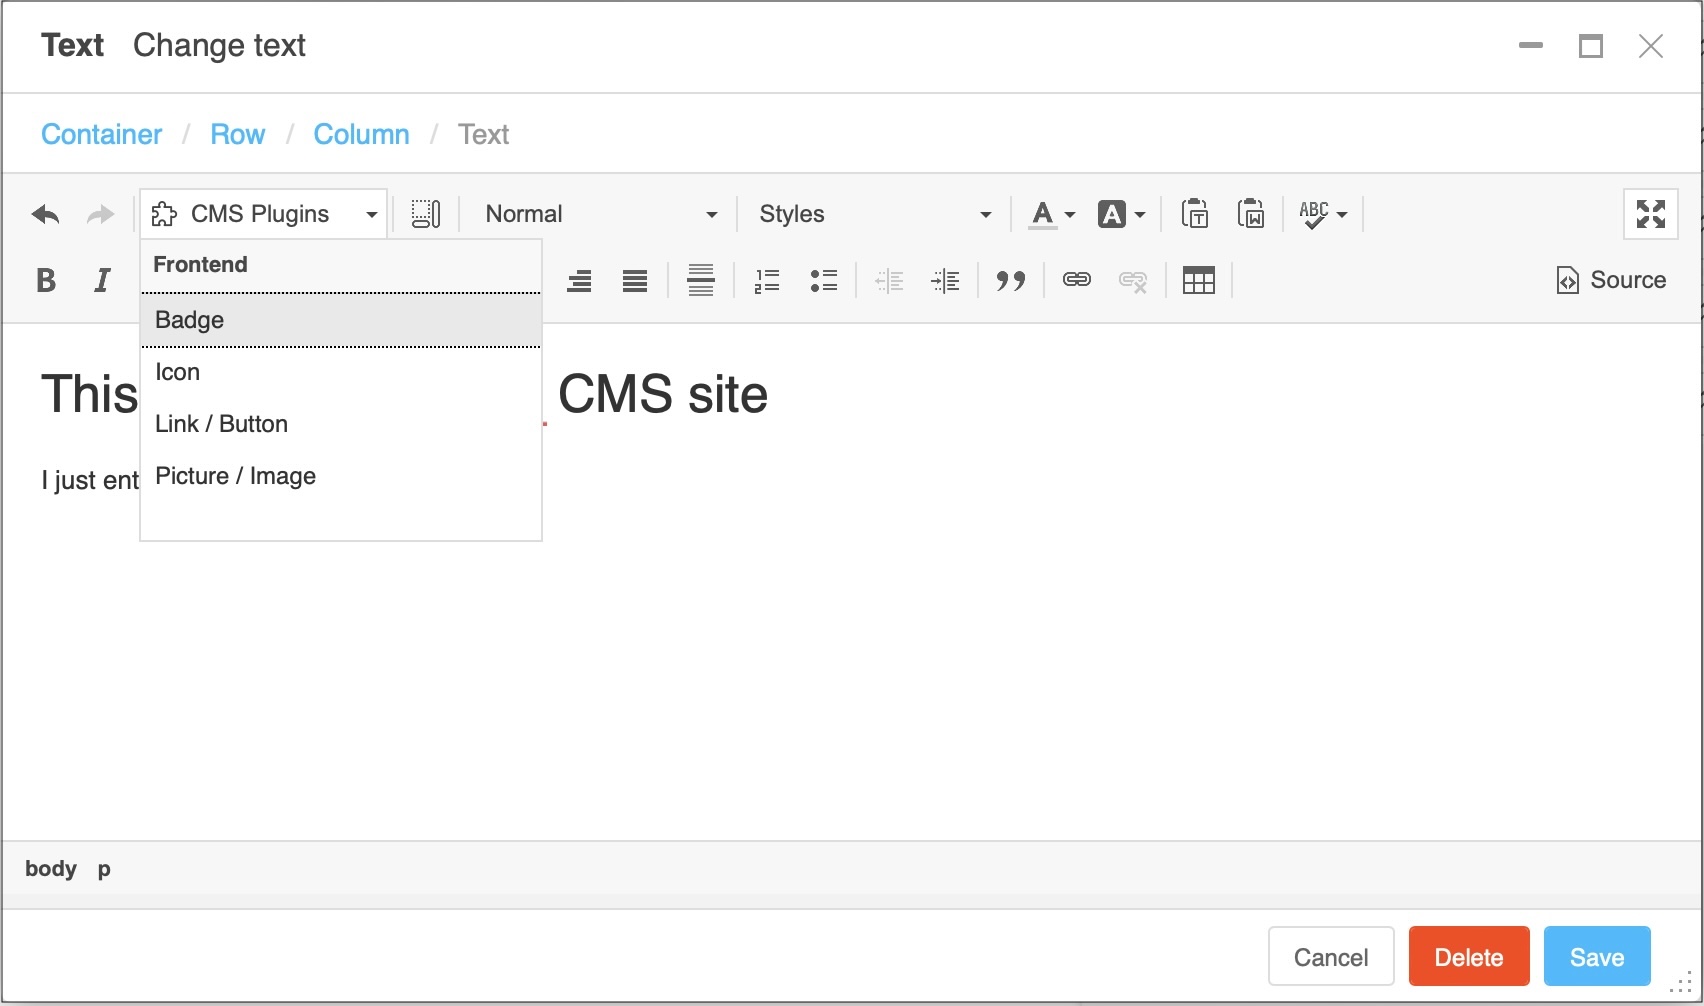 Text Change text
Container / Row / Column / Text
CMS Plugins Normal Styles A A ABC
B I Source
Frontend
Badge
Icon
Link / Button
Picture / Image
This CMS site
I just ent
body p
Cancel Delete Save